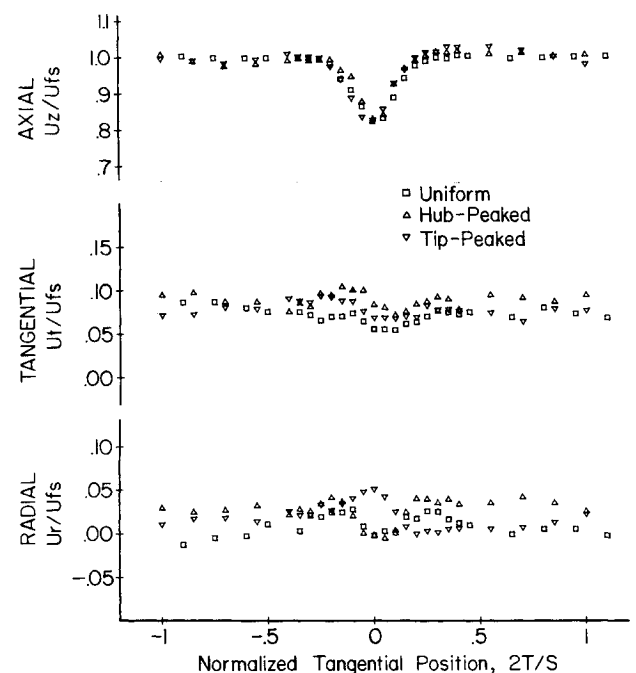 1.1
1.0
.9
.8
.7
AXIAL
Uz/Ufs
□ Uniform
△ Hub-Peaked
▽ Tip-Peaked
.15
.10
.05
.00
TANGENTIAL
Ut/Ufs
.10
.05
.00
-.05
RADIAL
Ur/Ufs
-1 -.5 0 .5 1
Normalized Tangential Position, 2T/S